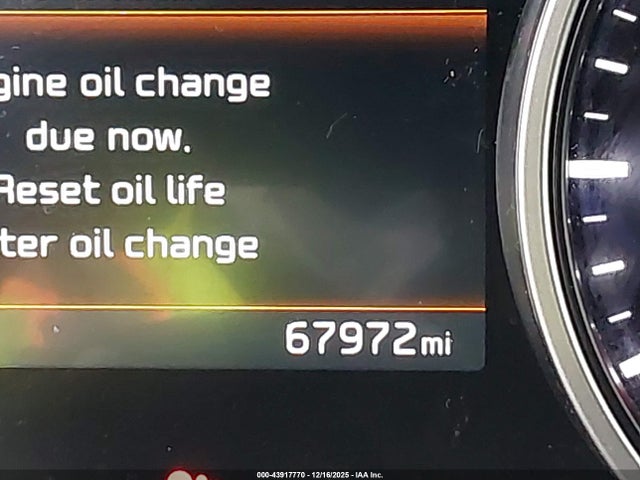 gine oil change
due now.
Reset oil life
ter oil change
67972mi
000-43917770 - 12/16/2025 - IAA Inc.